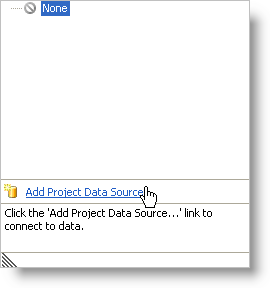 None
Add Project Data Source
Click the 'Add Project Data Source...' link to
connect to data.